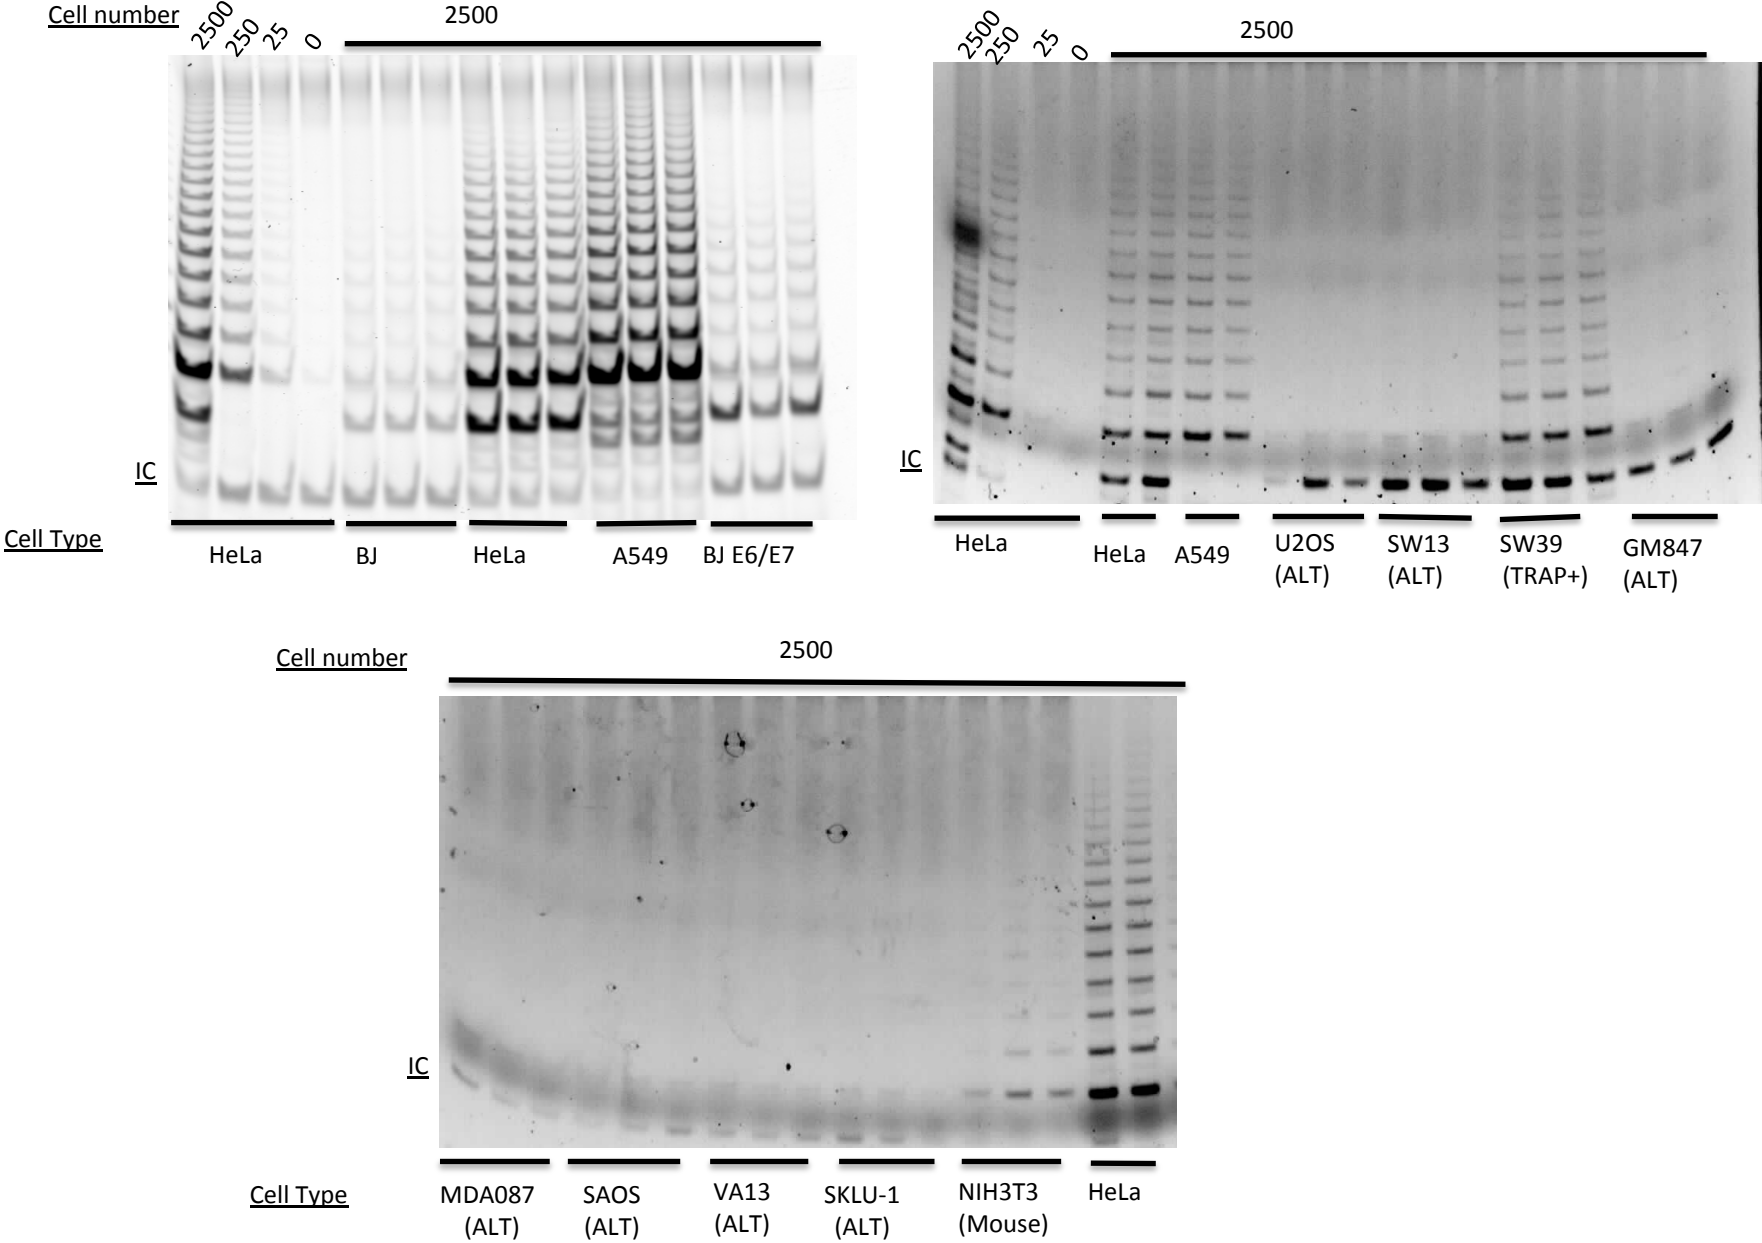 Cell number
2500
250
25
0
2500
IC
Cell Type
HeLa
BJ
HeLa
A549
BJ E6/E7
2500
250
25
0
2500
IC
HeLa
HeLa
A549
U2OS
(ALT)
SW13
(ALT)
SW39
(TRAP+)
GM847
(ALT)
Cell number
2500
IC
Cell Type
MDA087
(ALT)
SAOS
(ALT)
VA13
(ALT)
SKLU-1
(ALT)
NIH3T3
(Mouse)
HeLa